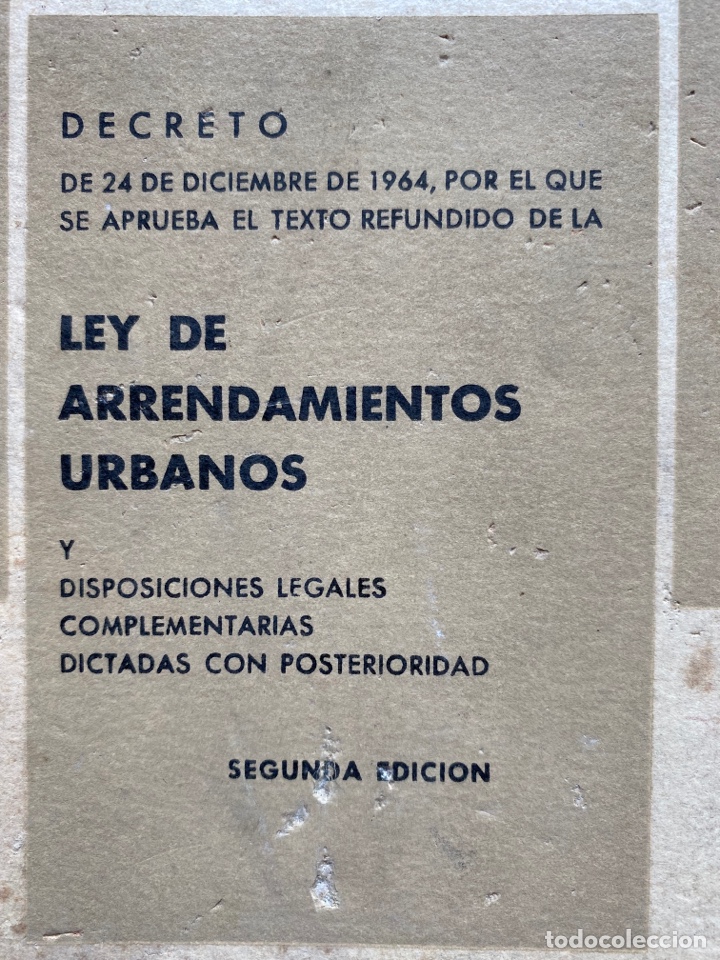 DECRETO
DE 24 DE DICIEMBRE DE 1964, POR EL QUE
SE APRUEBA EL TEXTO REFUNDIDO DE LA
LEY DE
ARRENDAMIENTOS
URBANOS
Y
DISPOSICIONES LEGALES
COMPLEMENTARIAS
DICTADAS CON POSTERIORIDAD
SEGUNDA EDICION
todocoleccion